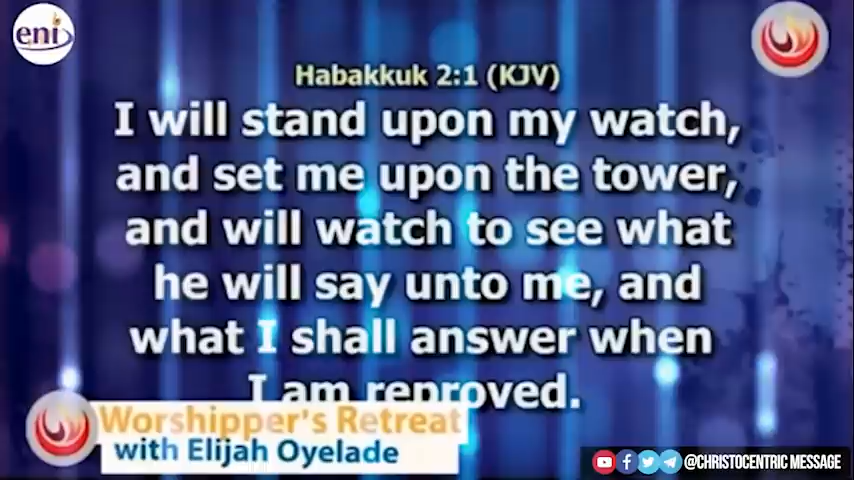 eni
Habakkuk 2:1 (KJV)
I will stand upon my watch,
and set me upon the tower,
and will watch to see what
he will say unto me, and
what I shall answer when
I am reproved.
Worshipper's Retreat
with Elijah Oyelade
@CHRISTOCENTRIC MESSAGE